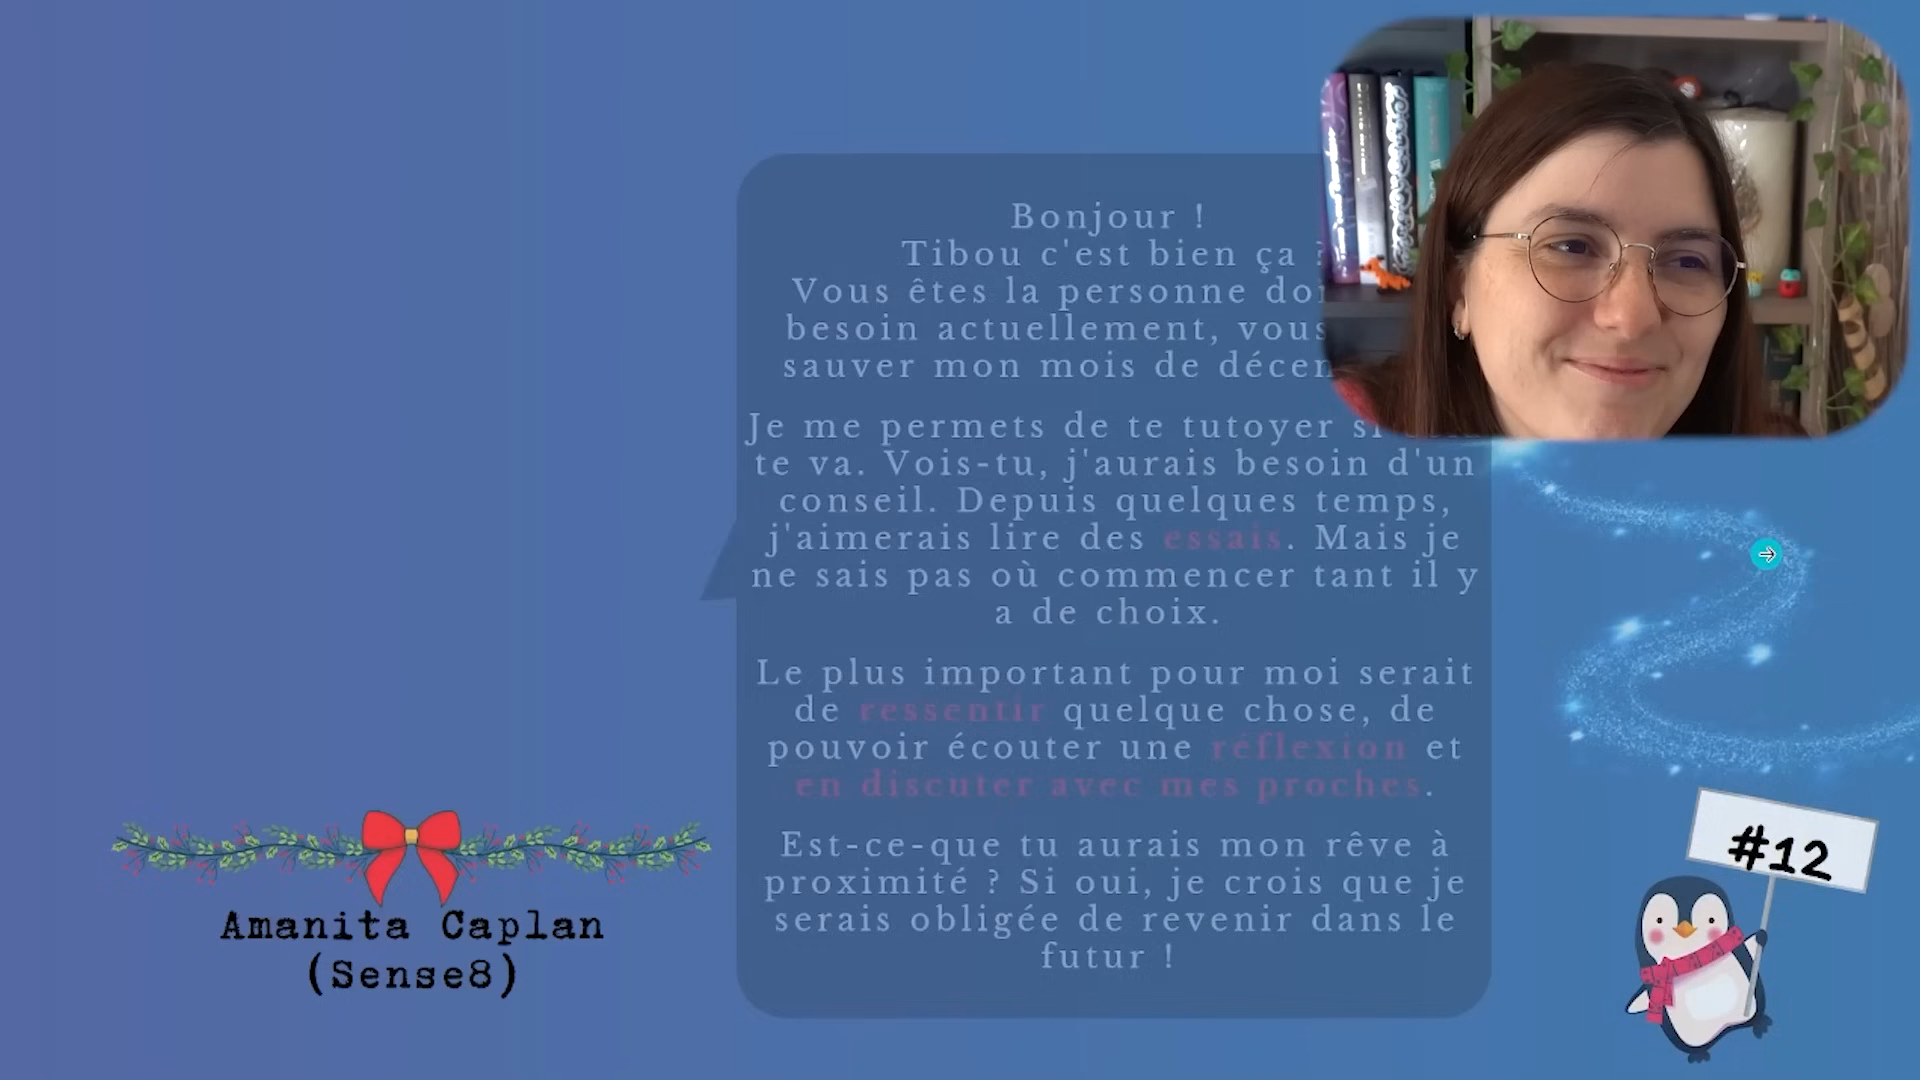 Bonjour !
Tibou c'est bien ça ?
Vous êtes la personne
besoin actuellement, vous
sauver mon mois de
Je me permets de te tutoyer si
te va. Vois-tu, j'aurais besoin d'un
conseil. Depuis quelques temps,
j'aimerais lire des essais. Mais je
ne sais pas où commencer tant il y
a de choix.
Le plus important pour moi serait
de ressentir quelque chose, de
pouvoir écouter une réflexion et
en discuter avec mes proches.
Est-ce-que tu aurais mon rêve à
proximité ? Si oui, je crois que je
serais obligée de revenir dans le
futur !
Amanita Caplan
(Sense8)
#12